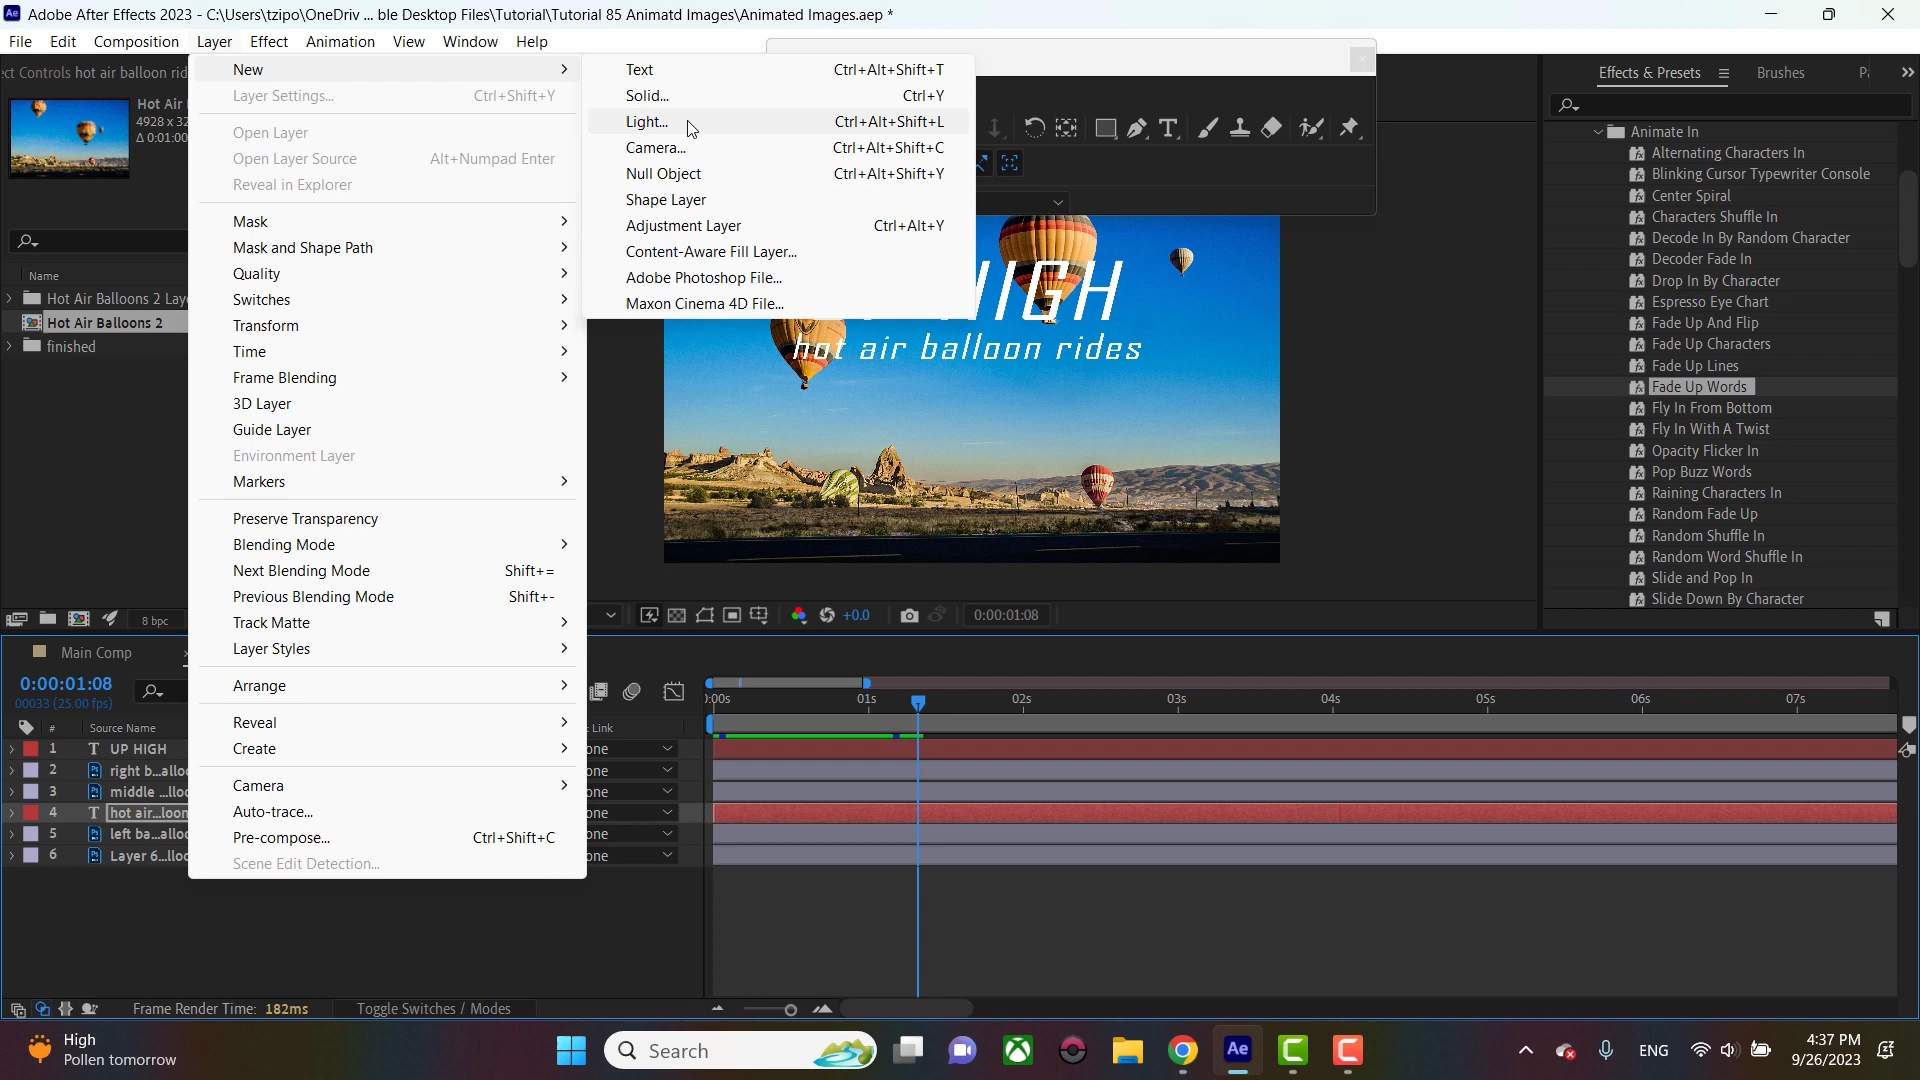 Adobe After Effects 2023 - C:\Users\tzipo\OneDriv ... ble Desktop Files\Tutorial\Tutorial 85 Animatd Images\Animated Images.aep *
File Edit Composition Layer Effect Animation View Window Help
ect Controls hot air balloon rid
Hot Air
4928 x 32
Δ 0:01:00
Name
Hot Air Balloons 2 Lay
Hot Air Balloons 2
finished
8 bpc
New
Layer Settings... Ctrl+Shift+Y
Open Layer
Open Layer Source Alt+Numpad Enter
Reveal in Explorer
Mask
Mask and Shape Path
Quality
Switches
Transform
Time
Frame Blending
3D Layer
Guide Layer
Environment Layer
Markers
Preserve Transparency
Blending Mode
Next Blending Mode Shift+=
Previous Blending Mode Shift+-
Track Matte
Layer Styles
Arrange
Reveal
Create
Camera
Auto-trace...
Pre-compose... Ctrl+Shift+C
Scene Edit Detection...
Text Ctrl+Alt+Shift+T
Solid... Ctrl+Y
Light... Ctrl+Alt+Shift+L
Camera... Ctrl+Alt+Shift+C
Null Object Ctrl+Alt+Shift+Y
Shape Layer
Adjustment Layer Ctrl+Alt+Y
Content-Aware Fill Layer...
Adobe Photoshop File...
Maxon Cinema 4D File...
HIGH
hot air balloon rides
+0.0 0:00:01:08
Effects & Presets Brushes
Animate In
Alternating Characters In
Blinking Cursor Typewriter Console
Center Spiral
Characters Shuffle In
Decode In By Random Character
Decoder Fade In
Drop In By Character
Espresso Eye Chart
Fade Up And Flip
Fade Up Characters
Fade Up Lines
Fade Up Words
Fly In From Bottom
Fly In With A Twist
Opacity Flicker In
Pop Buzz Words
Raining Characters In
Random Fade Up
Random Shuffle In
Random Word Shuffle In
Slide and Pop In
Slide Down By Character
Main Comp
0:00:01:08
00033 (25.00 fps)
# Source Name Link
1 T UP HIGH one
2 Ps right b...alloo one
3 Ps middle ...lloo one
4 T hot air...loon one
5 Ps left ba...alloo one
6 Ps Layer 6...lloo one
:00s 01s 02s 03s 04s 05s 06s 07s
Frame Render Time: 182ms Toggle Switches / Modes
High
Pollen tomorrow
Search
Ae
ENG
4:37 PM
9/26/2023